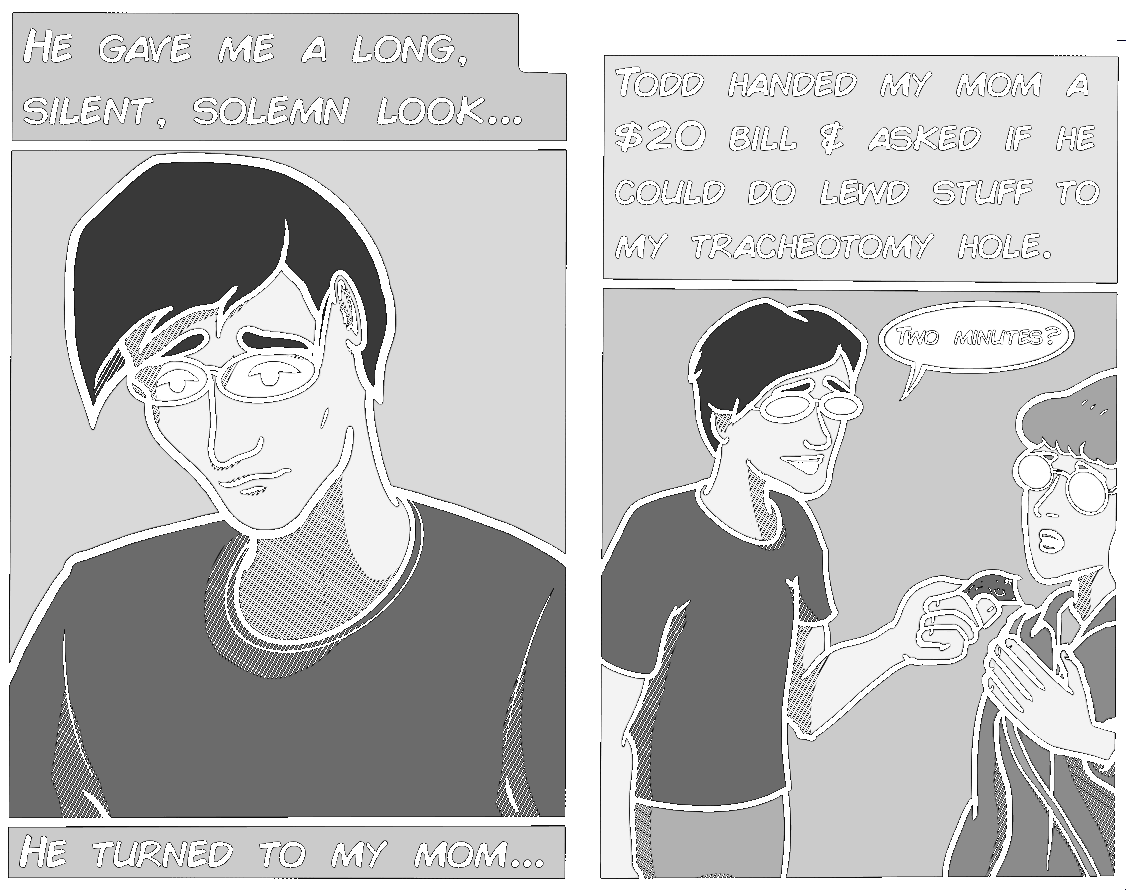 HE GAVE ME A LONG,
SILENT, SOLEMN LOOK...
HE TURNED TO MY MOM...
TODD HANDED MY MOM A
$20 BILL & ASKED IF HE
COULD DO LEWD STUFF TO
MY TRACHEOTOMY HOLE.
TWO MINUTES?